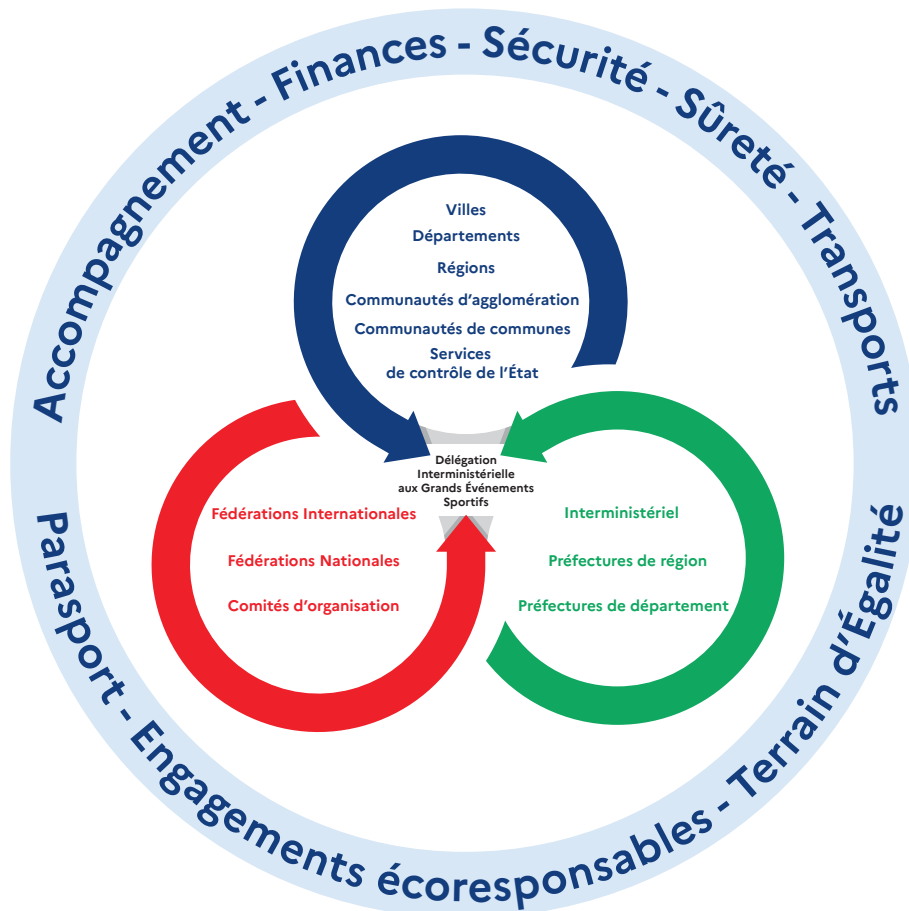 Accompagnement - Finances - Sécurité - Sûreté - Transports
Villes
Départements
Régions
Communautés d'agglomération
Communautés de communes
Services
de contrôle de l'État
Délégation
Interministérielle
aux Grands Événements
Sportifs
Fédérations Internationales
Fédérations Nationales
Comités d'organisation
Interministériel
Préfectures de région
Préfectures de département
Parasport - Engagements écoresponsables - Terrain d'Égalité